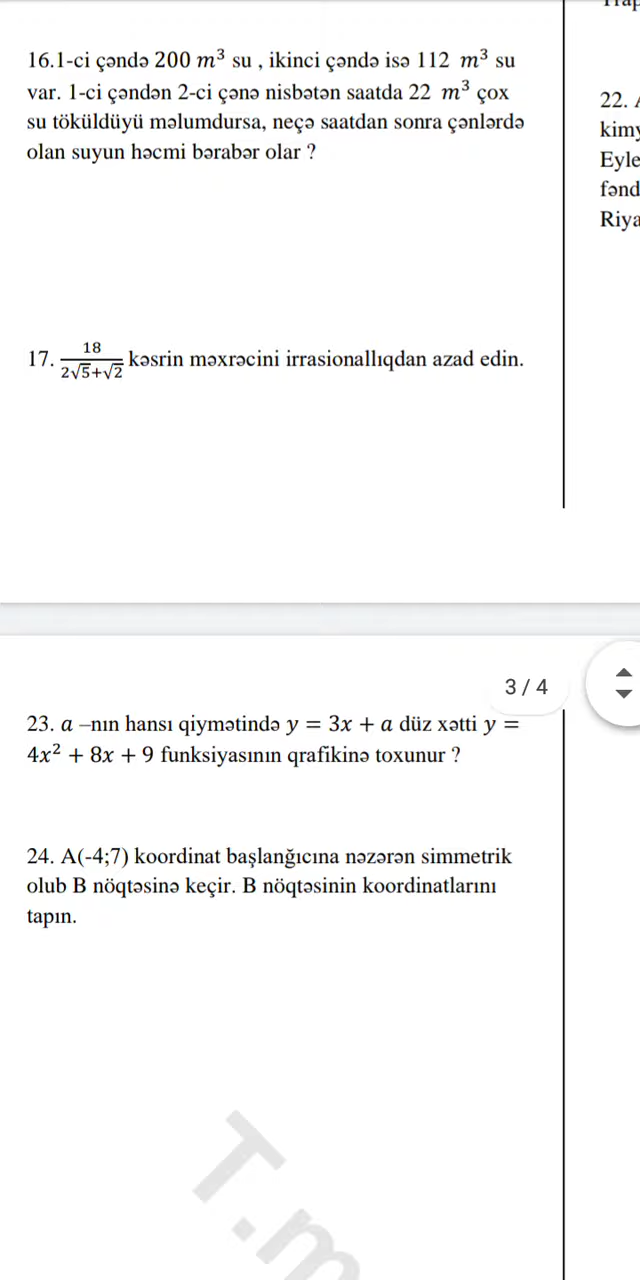 16.1-ci çəndə 200 m³ su , ikinci çəndə isə 112 m³ su
var. 1-ci çəndən 2-ci çənə nisbətən saatda 22 m³ çox
su töküldüyü məlumdursa, neçə saatdan sonra çənlərdə
olan suyun həcmi bərabər olar ?
17. 18/(2√5+√2) kəsrin məxrəcini irrasionallıqdan azad edin.
22.
kimy
Eyle
fənd
Riya
3 / 4
23. a –nın hansı qiymətində y = 3x + a düz xətti y =
4x² + 8x + 9 funksiyasının qrafikinə toxunur ?
24. A(-4;7) koordinat başlanğıcına nəzərən simmetrik
olub B nöqtəsinə keçir. B nöqtəsinin koordinatlarını
tapın.
T.m